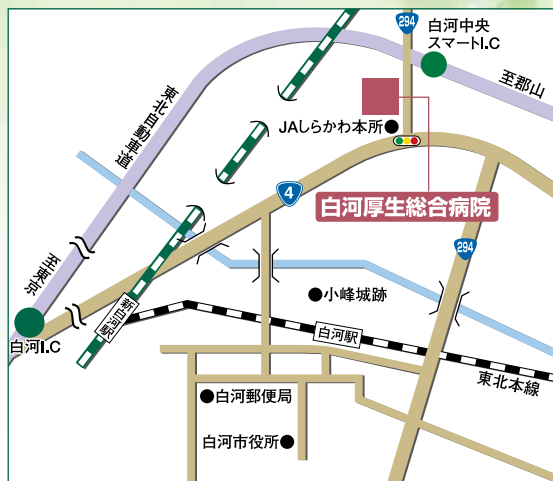 294
白河中央
スマートI.C
至郡山
東北自動車道
JAしらかわ本所
4
白河厚生総合病院
294
至東京
小峰城跡
新白河駅
白河駅
白河I.C
東北本線
白河郵便局
白河市役所